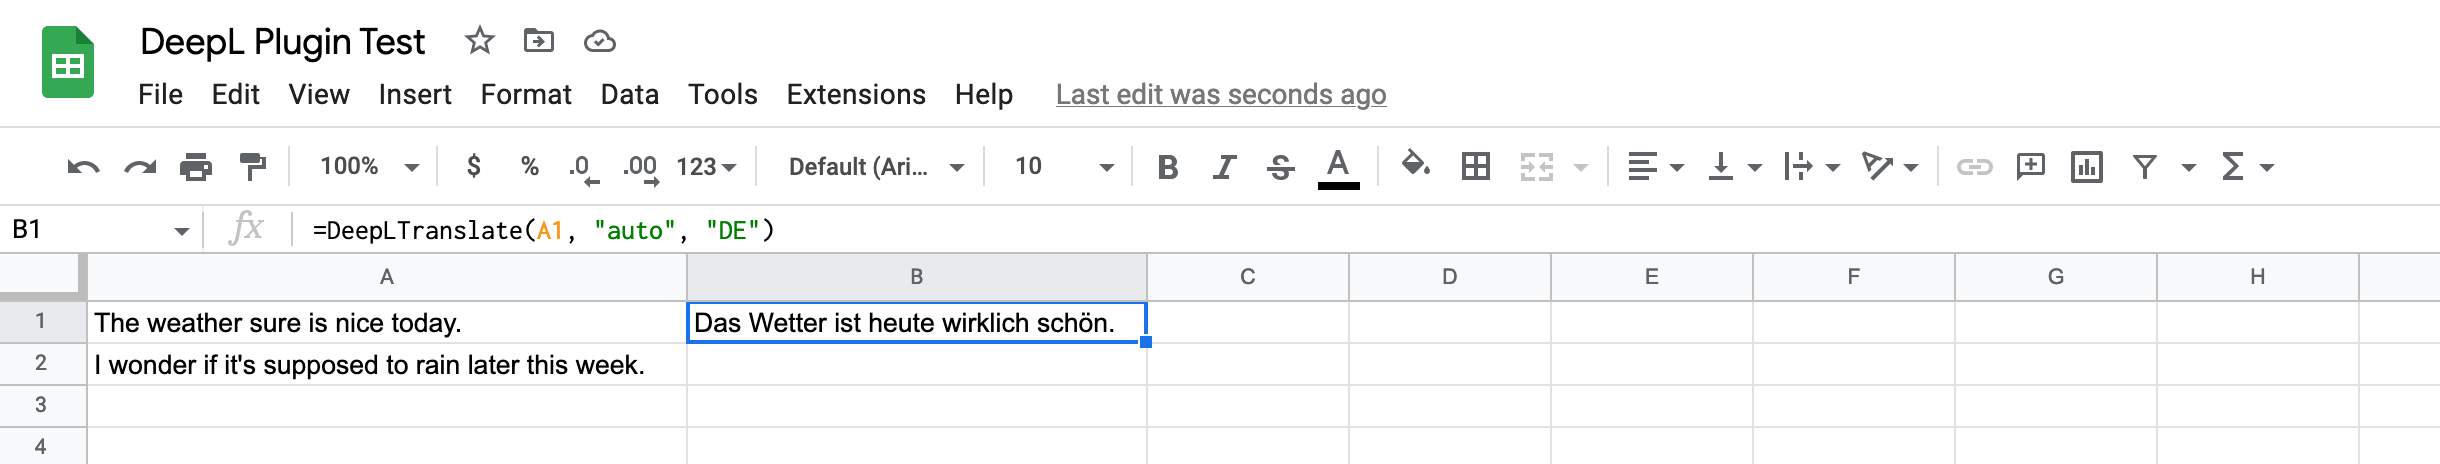 DeepL Plugin Test
File Edit View Insert Format Data Tools Extensions Help Last edit was seconds ago
100% $ % .0 .00 123 Default (Ari... 10 B I S A Σ
B1 fx =DeepLTranslate(A1, "auto", "DE")
A B C D E F G H
1 The weather sure is nice today. Das Wetter ist heute wirklich schön.
2 I wonder if it's supposed to rain later this week.
3
4